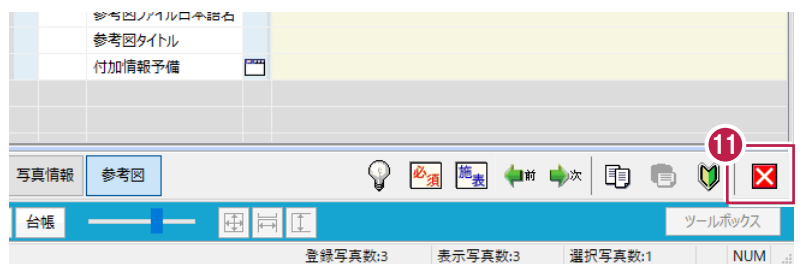 参考図ファイル日本語名
参考図タイトル
付加情報予備
11
写真情報 参考図 必須 施表 前 次
台帳 ツールボックス
登録写真数:3 表示写真数:3 選択写真数:1 NUM